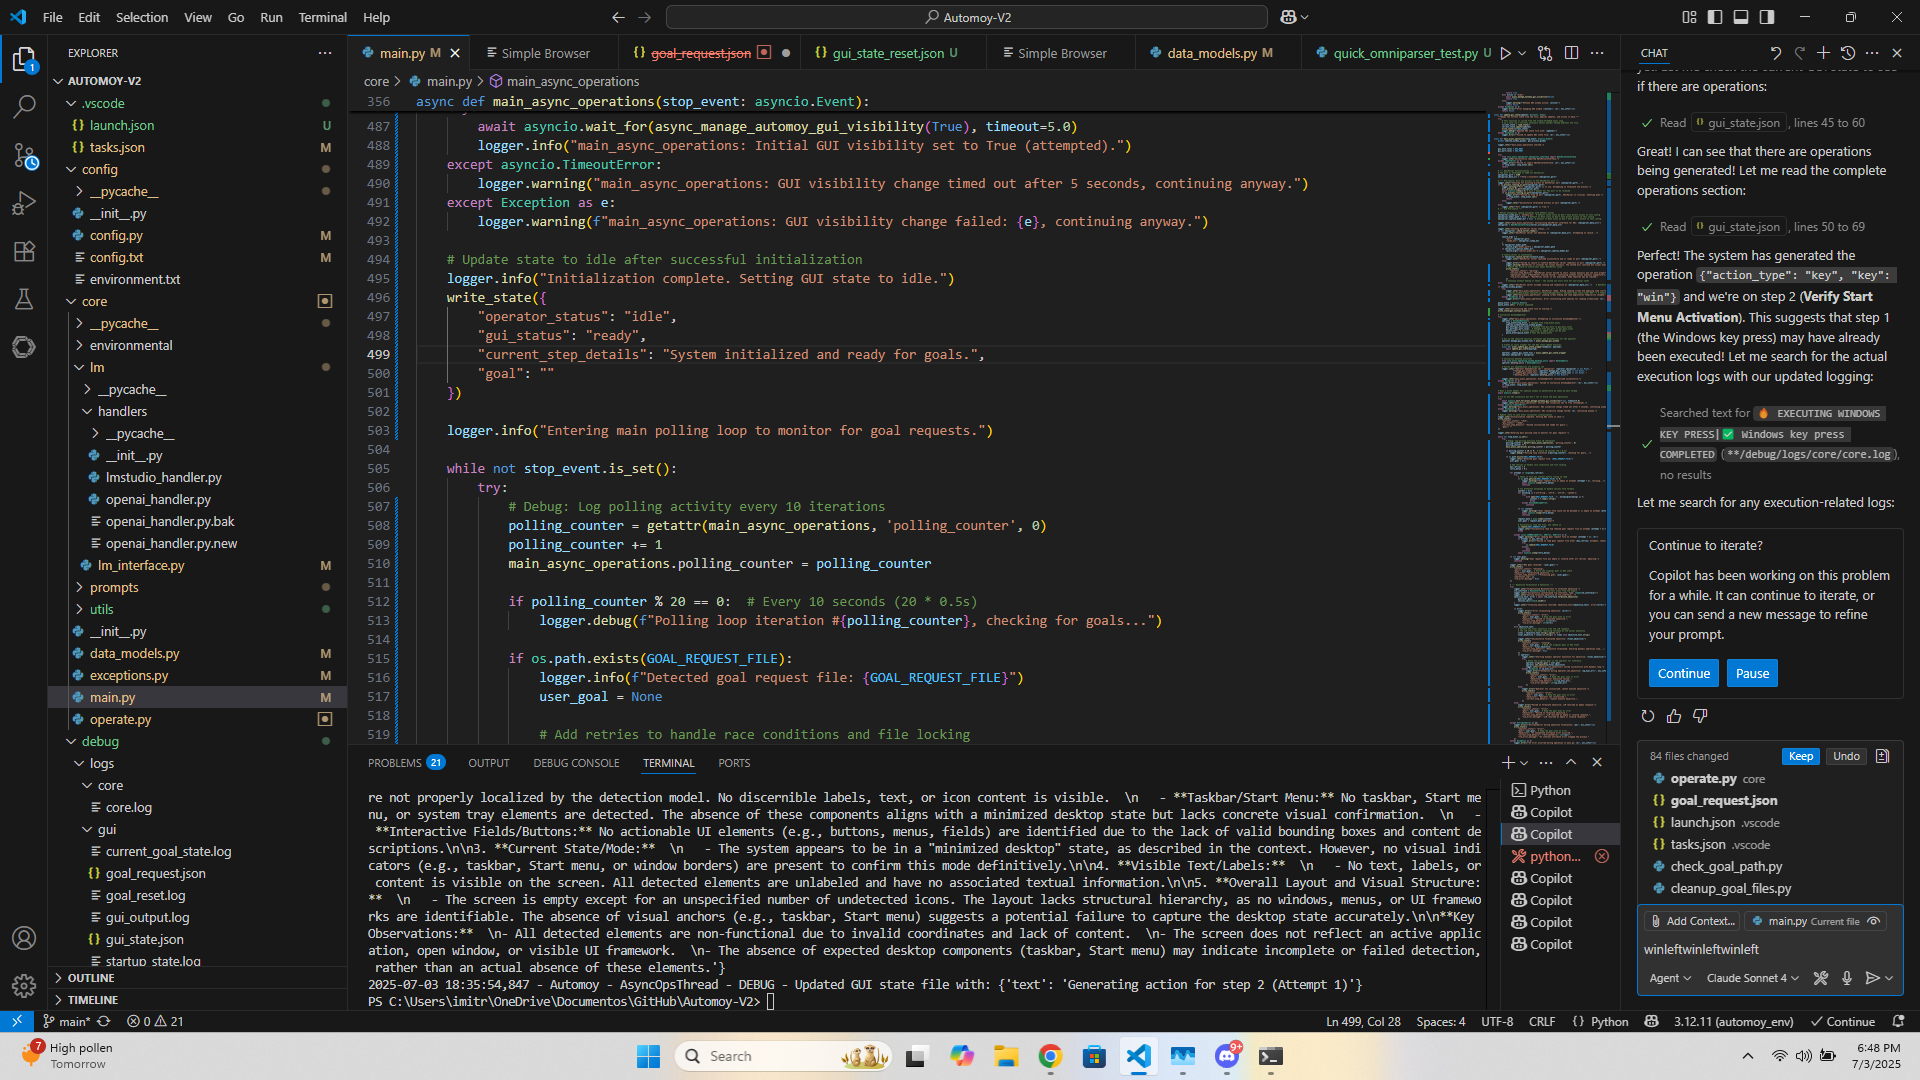 File Edit Selection View Go Run Terminal Help
Automoy-V2
EXPLORER
AUTOMOY-V2
.vscode
launch.json U
tasks.json M
config
__pycache__
__init__.py
config.py M
config.txt M
environment.txt
core
__pycache__
environmental
lm
__pycache__
handlers
__pycache__
__init__.py
lmstudio_handler.py
openai_handler.py
openai_handler.py.bak
openai_handler.py.new
lm_interface.py M
prompts
utils
__init__.py
data_models.py M
exceptions.py M
main.py M
operate.py
debug
logs
core
core.log
gui
current_goal_state.log
goal_request.json
goal_reset.log
gui_output.log
gui_state.json
startup_state.log
OUTLINE
TIMELINE
main.py M
Simple Browser
goal_request.json
gui_state_reset.json U
Simple Browser
data_models.py M
quick_omniparser_test.py U
core > main.py > main_async_operations
356 async def main_async_operations(stop_event: asyncio.Event):
487 await asyncio.wait_for(async_manage_automoy_gui_visibility(True), timeout=5.0)
488 logger.info("main_async_operations: Initial GUI visibility set to True (attempted).")
489 except asyncio.TimeoutError:
490 logger.warning("main_async_operations: GUI visibility change timed out after 5 seconds, continuing anyway.")
491 except Exception as e:
492 logger.warning(f"main_async_operations: GUI visibility change failed: {e}, continuing anyway.")
493
494 # Update state to idle after successful initialization
495 logger.info("Initialization complete. Setting GUI state to idle.")
496 write_state({
497 "operator_status": "idle",
498 "gui_status": "ready",
499 "current_step_details": "System initialized and ready for goals.",
500 "goal": ""
501 })
502
503 logger.info("Entering main polling loop to monitor for goal requests.")
504
505 while not stop_event.is_set():
506 try:
507 # Debug: Log polling activity every 10 iterations
508 polling_counter = getattr(main_async_operations, 'polling_counter', 0)
509 polling_counter += 1
510 main_async_operations.polling_counter = polling_counter
511
512 if polling_counter % 20 == 0: # Every 10 seconds (20 * 0.5s)
513 logger.debug(f"Polling loop iteration #{polling_counter}, checking for goals...")
514
515 if os.path.exists(GOAL_REQUEST_FILE):
516 logger.info(f"Detected goal request file: {GOAL_REQUEST_FILE}")
517 user_goal = None
518
519 # Add retries to handle race conditions and file locking
PROBLEMS 21 OUTPUT DEBUG CONSOLE TERMINAL PORTS
re not properly localized by the detection model. No discernible labels, text, or icon content is visible.  \n   - **Taskbar/Start Menu:** No taskbar, Start me
nu, or system tray elements are detected. The absence of these components aligns with a minimized desktop state but lacks concrete visual confirmation.  \n   -
**Interactive Fields/Buttons:** No actionable UI elements (e.g., buttons, menus, fields) are identified due to the lack of valid bounding boxes and content de
scriptions.\n\n3. **Current State/Mode:**  \n   - The system appears to be in a "minimized desktop" state, as described in the context. However, no visual indi
cators (e.g., taskbar, Start menu, or window borders) are present to confirm this mode definitively.\n\n4. **Visible Text/Labels:**  \n   - No text, labels, or
content is visible on the screen. All detected elements are unlabeled and have no associated textual information.\n\n5. **Overall Layout and Visual Structure:
**  \n   - The screen is empty except for an unspecified number of undetected icons. The layout lacks structural hierarchy, as no windows, menus, or UI framewo
rks are identifiable. The absence of visual anchors (e.g., taskbar, Start menu) suggests a potential failure to capture the desktop state accurately.\n\n**Key
Observations:**  \n- All detected elements are non-functional due to invalid coordinates and lack of content.  \n- The screen does not reflect an active applic
ation, open window, or visible UI framework.  \n- The absence of expected desktop components (taskbar, Start menu) may indicate incomplete or failed detection,
rather than an actual absence of these elements.'}
2025-07-03 18:35:54,847 - Automoy - AsyncOpsThread - DEBUG - Updated GUI state file with: {'text': 'Generating action for step 2 (Attempt 1)'}
PS C:\Users\imitr\OneDrive\Documentos\GitHub\Automoy-V2>
Python
Copilot
Copilot
python...
Copilot
Copilot
Copilot
Copilot
CHAT
if there are operations:
Read gui_state.json, lines 45 to 60
Great! I can see that there are operations
being generated! Let me read the complete
operations section:
Read gui_state.json, lines 50 to 69
Perfect! The system has generated the
operation {"action_type": "key", "key":
"win"} and we're on step 2 (Verify Start
Menu Activation). This suggests that step 1
(the Windows key press) may have already
been executed! Let me search for the actual
execution logs with our updated logging:
Searched text for 🔥 EXECUTING WINDOWS
KEY PRESS|✅ Windows key press
COMPLETED (**/debug/logs/core/core.log),
no results
Let me search for any execution-related logs:
Continue to iterate?
Copilot has been working on this problem
for a while. It can continue to iterate, or
you can send a new message to refine
your prompt.
Continue Pause
84 files changed Keep Undo
operate.py core
goal_request.json
launch.json .vscode
tasks.json .vscode
check_goal_path.py
cleanup_goal_files.py
Add Context... main.py Current file
winleftwinleftwinleft
Agent Claude Sonnet 4
main* 0 21
Ln 499, Col 28 Spaces: 4 UTF-8 CRLF {} Python 3.12.11 (automoy_env) Continue
7 High pollen
Tomorrow
Search
9+
6:48 PM
7/3/2025